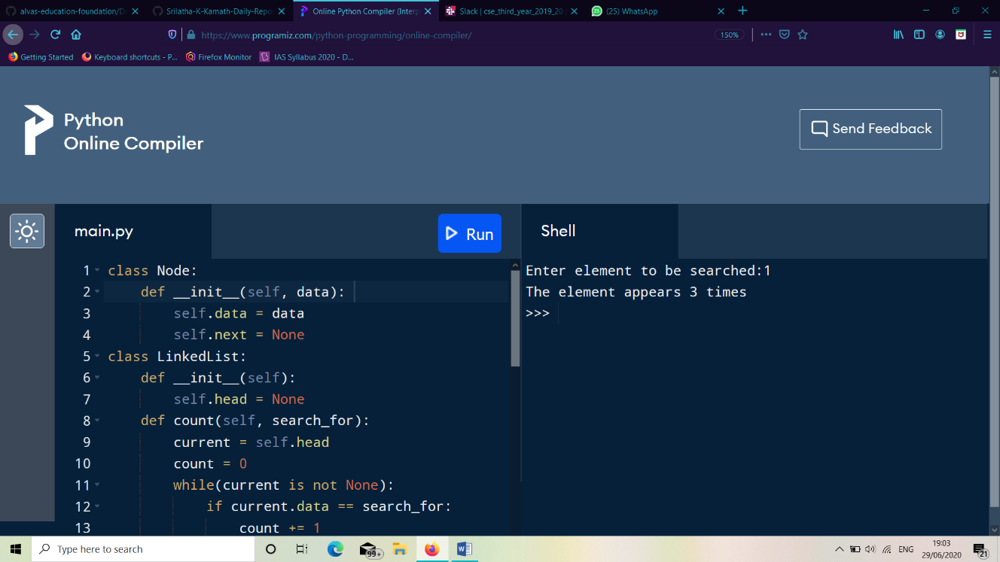 alvas-education-foundation/D
Srilatha-K-Kamath-Daily-Repo
Online Python Compiler (Interp
Slack | cse_third_year_2019_20
(25) WhatsApp
https://www.programiz.com/python-programming/online-compiler/
150%
Getting Started
Keyboard shortcuts - P...
Firefox Monitor
IAS Syllabus 2020 - D...
Python
Online Compiler
Send Feedback
main.py
Run
Shell
1 class Node:
2     def __init__(self, data):
3         self.data = data
4         self.next = None
5 class LinkedList:
6     def __init__(self):
7         self.head = None
8     def count(self, search_for):
9         current = self.head
10         count = 0
11         while(current is not None):
12             if current.data == search_for:
13                 count += 1
Enter element to be searched:1
The element appears 3 times
>>>
Type here to search
99+
ENG
19:03
29/06/2020
21